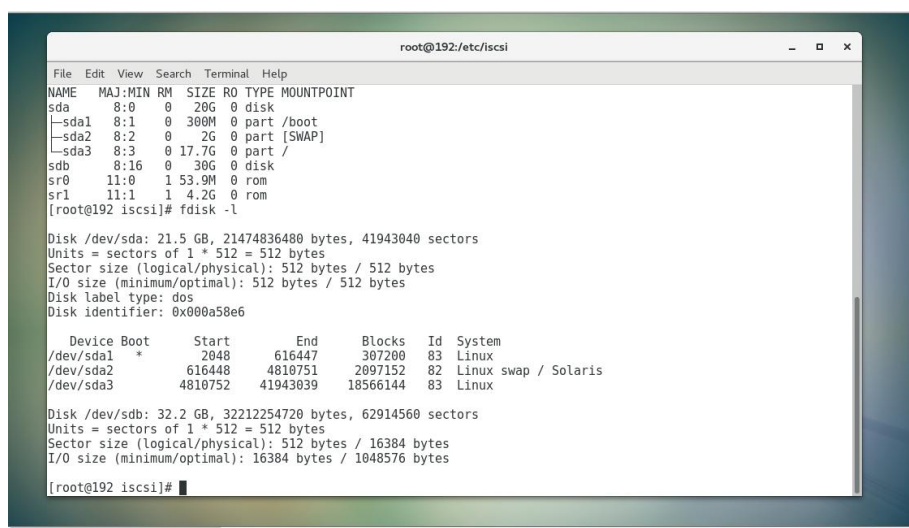 root@192:/etc/iscsi
File Edit View Search Terminal Help
NAME   MAJ:MIN RM  SIZE RO TYPE MOUNTPOINT
sda      8:0    0   20G  0 disk
├─sda1   8:1    0  300M  0 part /boot
├─sda2   8:2    0    2G  0 part [SWAP]
└─sda3   8:3    0 17.7G  0 part /
sdb      8:16   0   30G  0 disk
sr0     11:0    1 53.9M  0 rom
sr1     11:1    1  4.2G  0 rom
[root@192 iscsi]# fdisk -l
Disk /dev/sda: 21.5 GB, 21474836480 bytes, 41943040 sectors
Units = sectors of 1 * 512 = 512 bytes
Sector size (logical/physical): 512 bytes / 512 bytes
I/O size (minimum/optimal): 512 bytes / 512 bytes
Disk label type: dos
Disk identifier: 0x000a58e6
   Device Boot      Start         End      Blocks   Id  System
/dev/sda1   *        2048      616447      307200   83  Linux
/dev/sda2          616448     4810751     2097152   82  Linux swap / Solaris
/dev/sda3         4810752    41943039    18566144   83  Linux
Disk /dev/sdb: 32.2 GB, 32212254720 bytes, 62914560 sectors
Units = sectors of 1 * 512 = 512 bytes
Sector size (logical/physical): 512 bytes / 16384 bytes
I/O size (minimum/optimal): 16384 bytes / 1048576 bytes
[root@192 iscsi]#